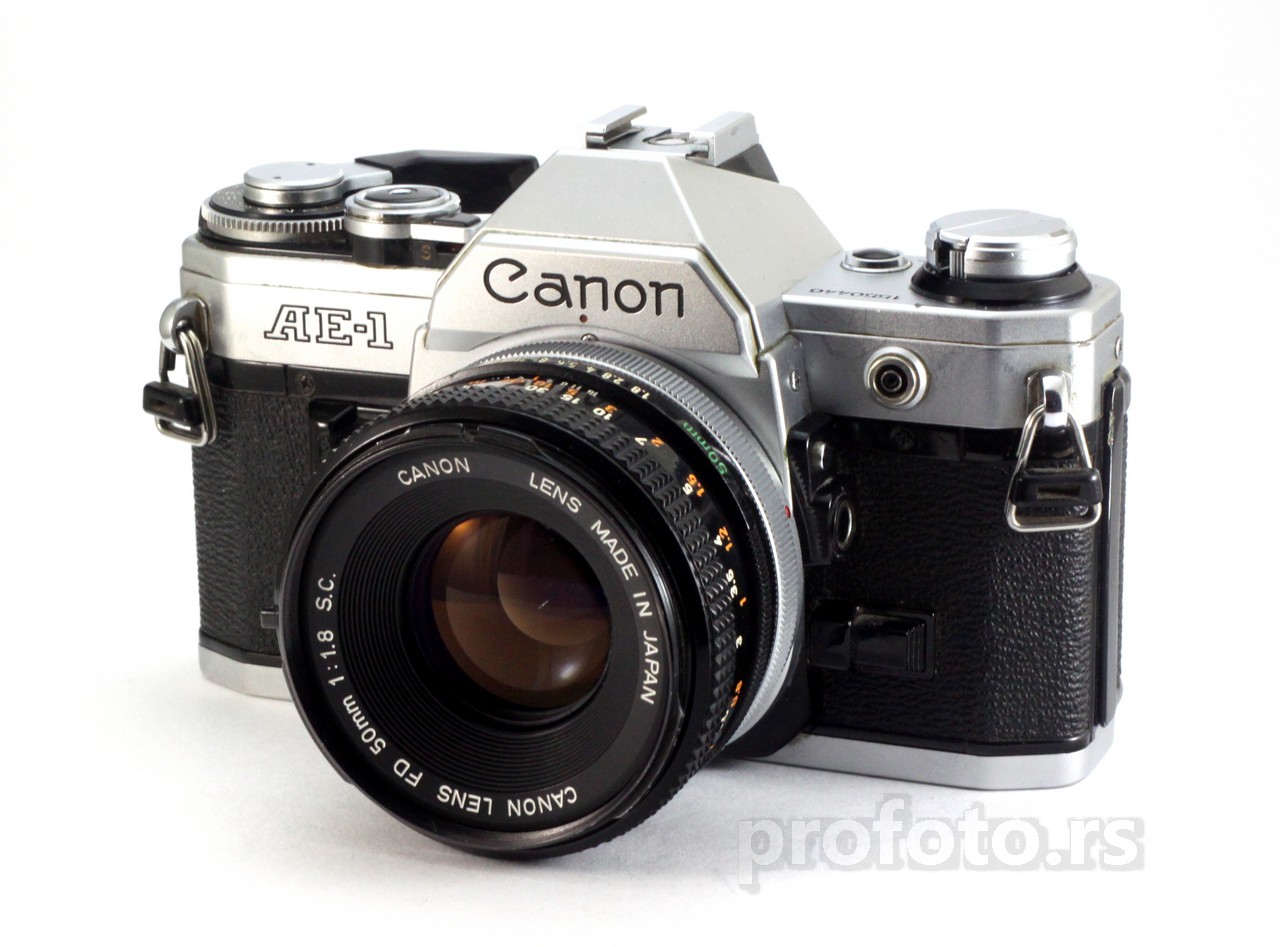 Canon
AE-1
S
50mm
CANON LENS MADE IN JAPAN
CANON LENS FD 50mm 1:1.8 S.C.
profoto.rs